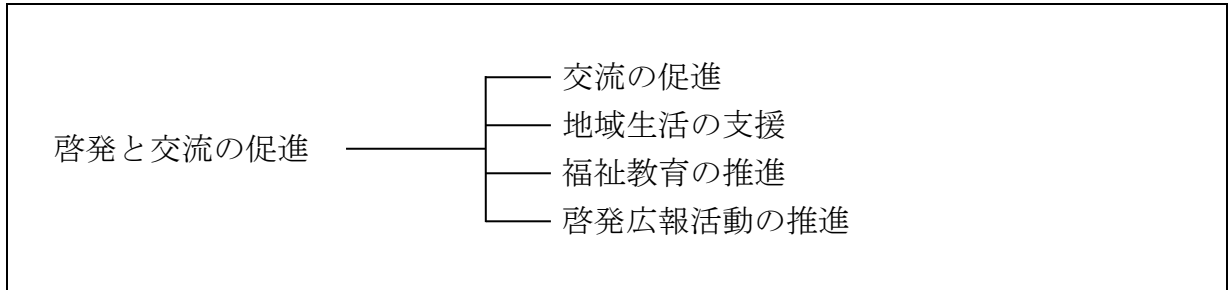 交流の促進
地域生活の支援
啓発と交流の促進
福祉教育の推進
啓発広報活動の推進